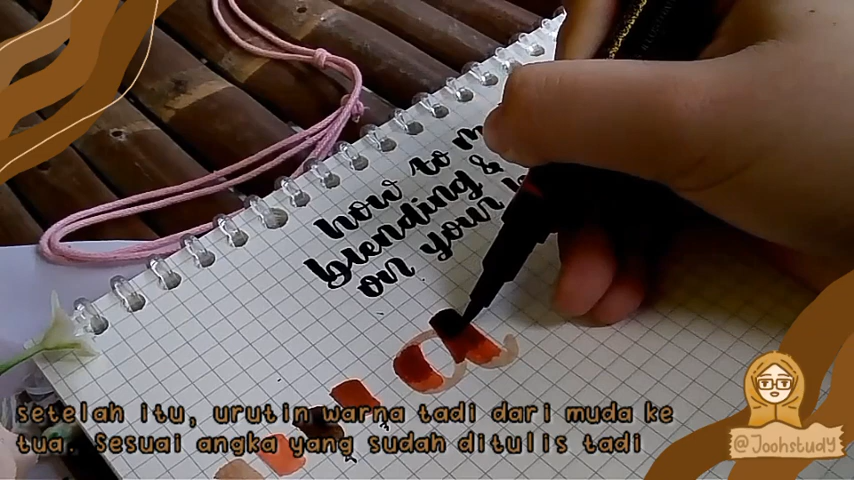 how to
blending &
on your
setelah itu, urutin warna tadi dari muda ke
tua. Sesuai angka yang sudah ditulis tadi
@Joohstudy